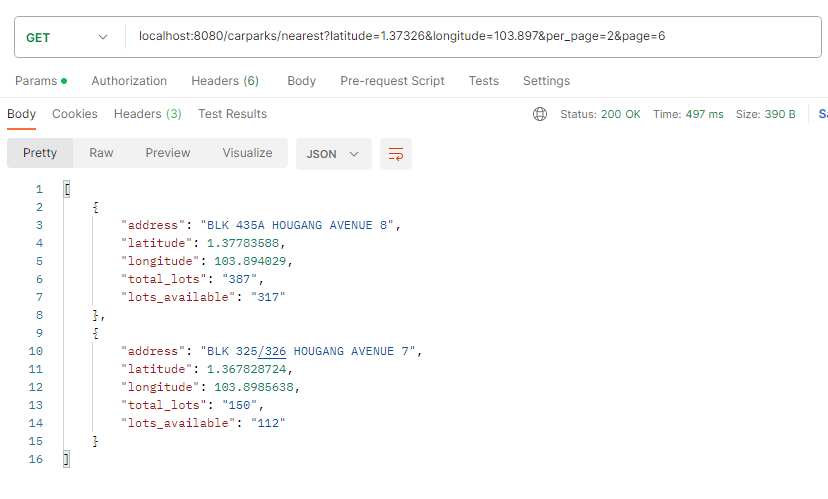 GET localhost:8080/carparks/nearest?latitude=1.37326&longitude=103.897&per_page=2&page=6
Params Authorization Headers (6) Body Pre-request Script Tests Settings
Body Cookies Headers (3) Test Results Status: 200 OK Time: 497 ms Size: 390 B Sa
Pretty Raw Preview Visualize JSON
1 [
2 {
3 "address": "BLK 435A HOUGANG AVENUE 8",
4 "latitude": 1.37783588,
5 "longitude": 103.894029,
6 "total_lots": "387",
7 "lots_available": "317"
8 },
9 {
10 "address": "BLK 325/326 HOUGANG AVENUE 7",
11 "latitude": 1.367828724,
12 "longitude": 103.8985638,
13 "total_lots": "150",
14 "lots_available": "112"
15 }
16 ]